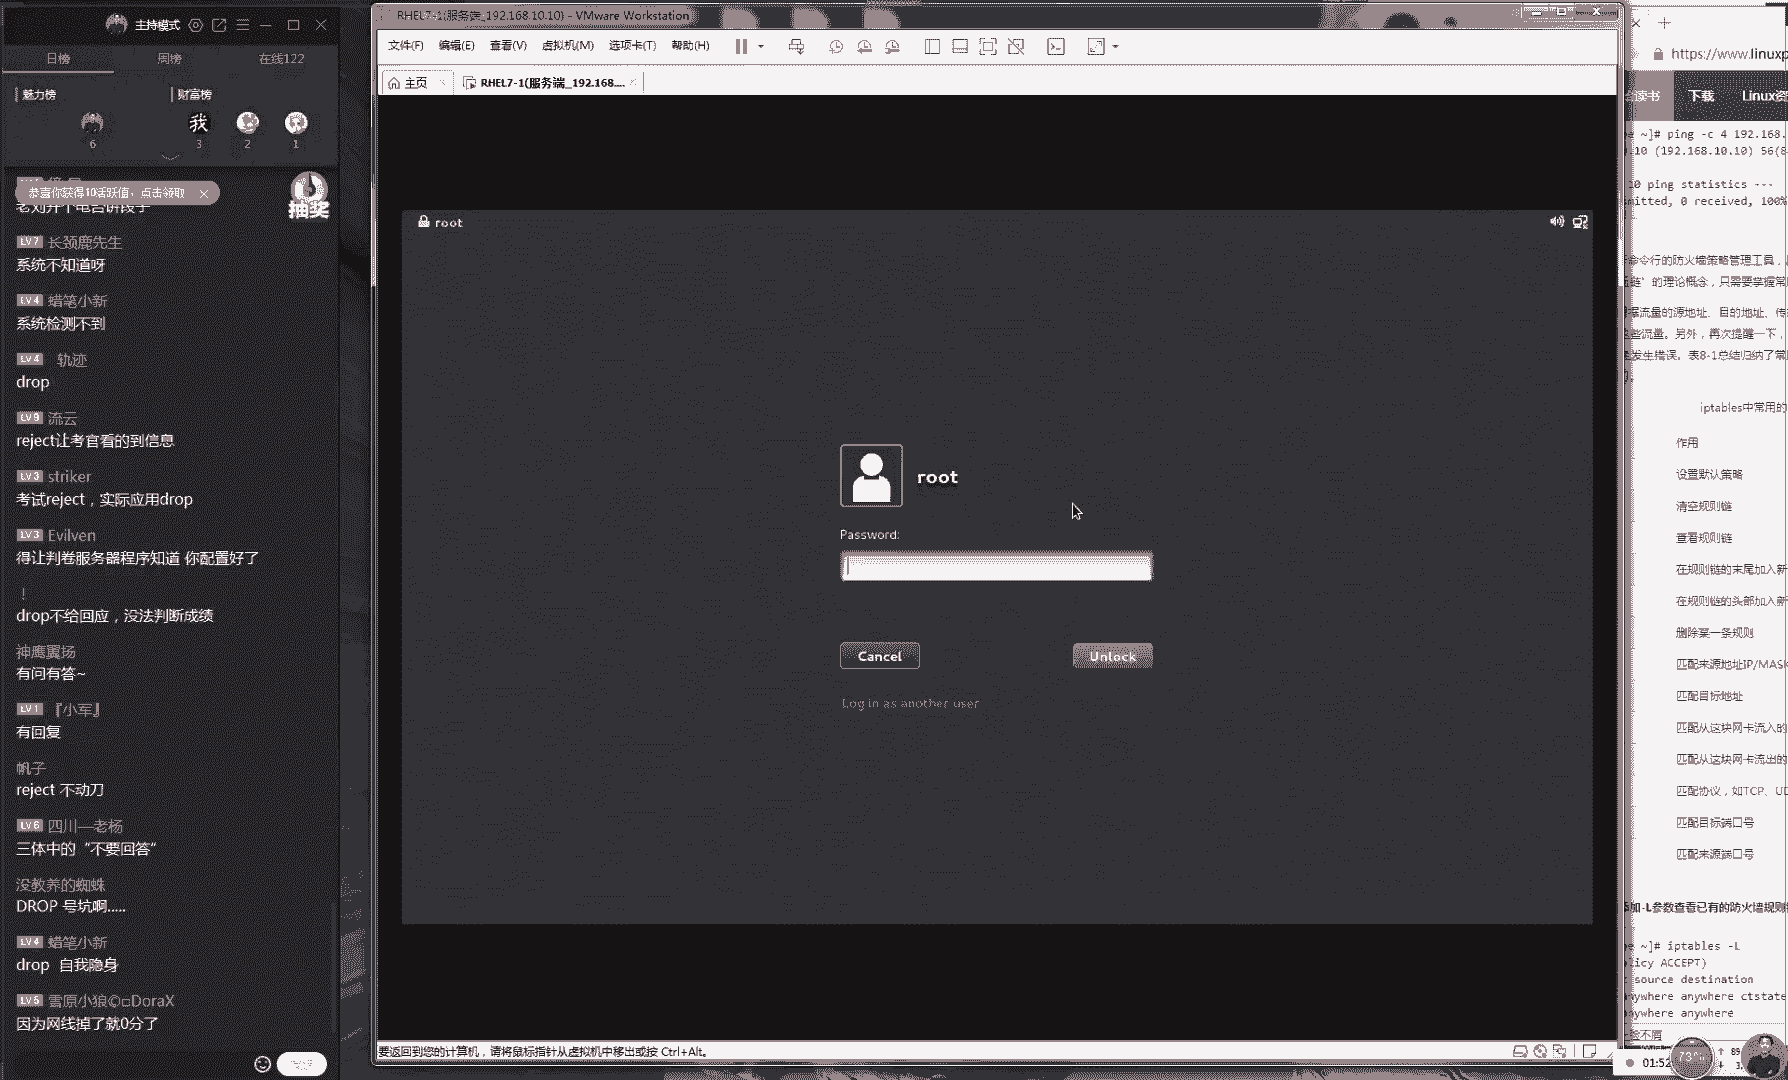 主持模式
日榜 周榜 在线122
魅力榜 财富榜
我
6 3 2 1
恭喜你获得10活跃值，点击领取
抽奖
LV7 长颈鹿先生
系统不知道呀
LV4 蜡笔小新
系统检测不到
LV4 轨迹
drop
LV9 流云
reject让考官看的到信息
LV3 striker
考试reject，实际应用drop
LV3 Evilven
得让判卷服务器程序知道 你配置好了
！
drop不给回应，没法判断成绩
神鹰翼场
有问有答~
LV1 『小军』
有回复
帆子
reject 不动刀
LV6 四川—老杨
三体中的“不要回答”
没教养的蜘蛛
DROP 号坑啊.....
LV4 蜡笔小新
drop 自我隐身
LV5 雪原小狼©□DoraX
因为网线掉了就0分了
RHEL7-1(服务端_192.168.10.10) - VMware Workstation
文件(F) 编辑(E) 查看(V) 虚拟机(M) 选项卡(T) 帮助(H)
主页 RHEL7-1(服务端_192.168....
root
root
Password:
Cancel Unlock
Log in as another user
要返回到您的计算机，请将鼠标指针从虚拟机中移出或按 Ctrl+Alt。
https://www.linuxp
读书 下载 Linux资
~]# ping -c 4 192.168.
.10 (192.168.10.10) 56(8
10 ping statistics ---
mitted, 0 received, 100%
命令行的防火墙策略管理工具，
链”的理论概念，只需要掌握常
据流量的源地址、目的地址、传
些流量。另外，再次提醒一下，
发生错误。表8-1总结归纳了常
iptables中常用的
作用
设置默认策略
清空规则链
查看规则链
在规则链的末尾加入新
在规则链的头部加入新
删除某一条规则
匹配来源地址IP/MASK
匹配目标地址
匹配从这块网卡流入的
匹配从这块网卡流出的
匹配协议，如TCP、UD
匹配目标端口号
匹配来源端口号
加-L参数查看已有的防火墙规则
~]# iptables -L
licy ACCEPT)
source destination
nywhere anywhere ctstate
nywhere anywhere
01:52
73%